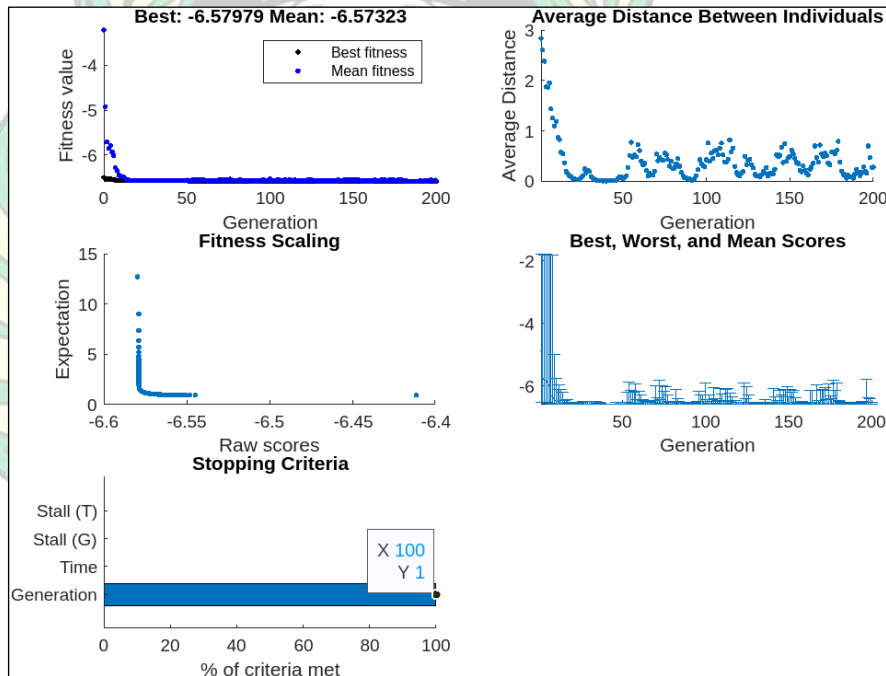 Best: -6.57979 Mean: -6.57323
Fitness value
-4
-5
-6
Best fitness
Mean fitness
0
50
100
150
200
Generation
Average Distance Between Individuals
Average Distance
3
2
1
0
0
50
100
150
200
Generation
Fitness Scaling
Expectation
15
10
5
0
-6.6
-6.55
-6.5
-6.45
-6.4
Raw scores
Best, Worst, and Mean Scores
-2
-4
-6
50
100
150
200
Generation
Stopping Criteria
Stall (T)
Stall (G)
Time
Generation
X 100
Y 1
0
20
40
60
80
100
% of criteria met